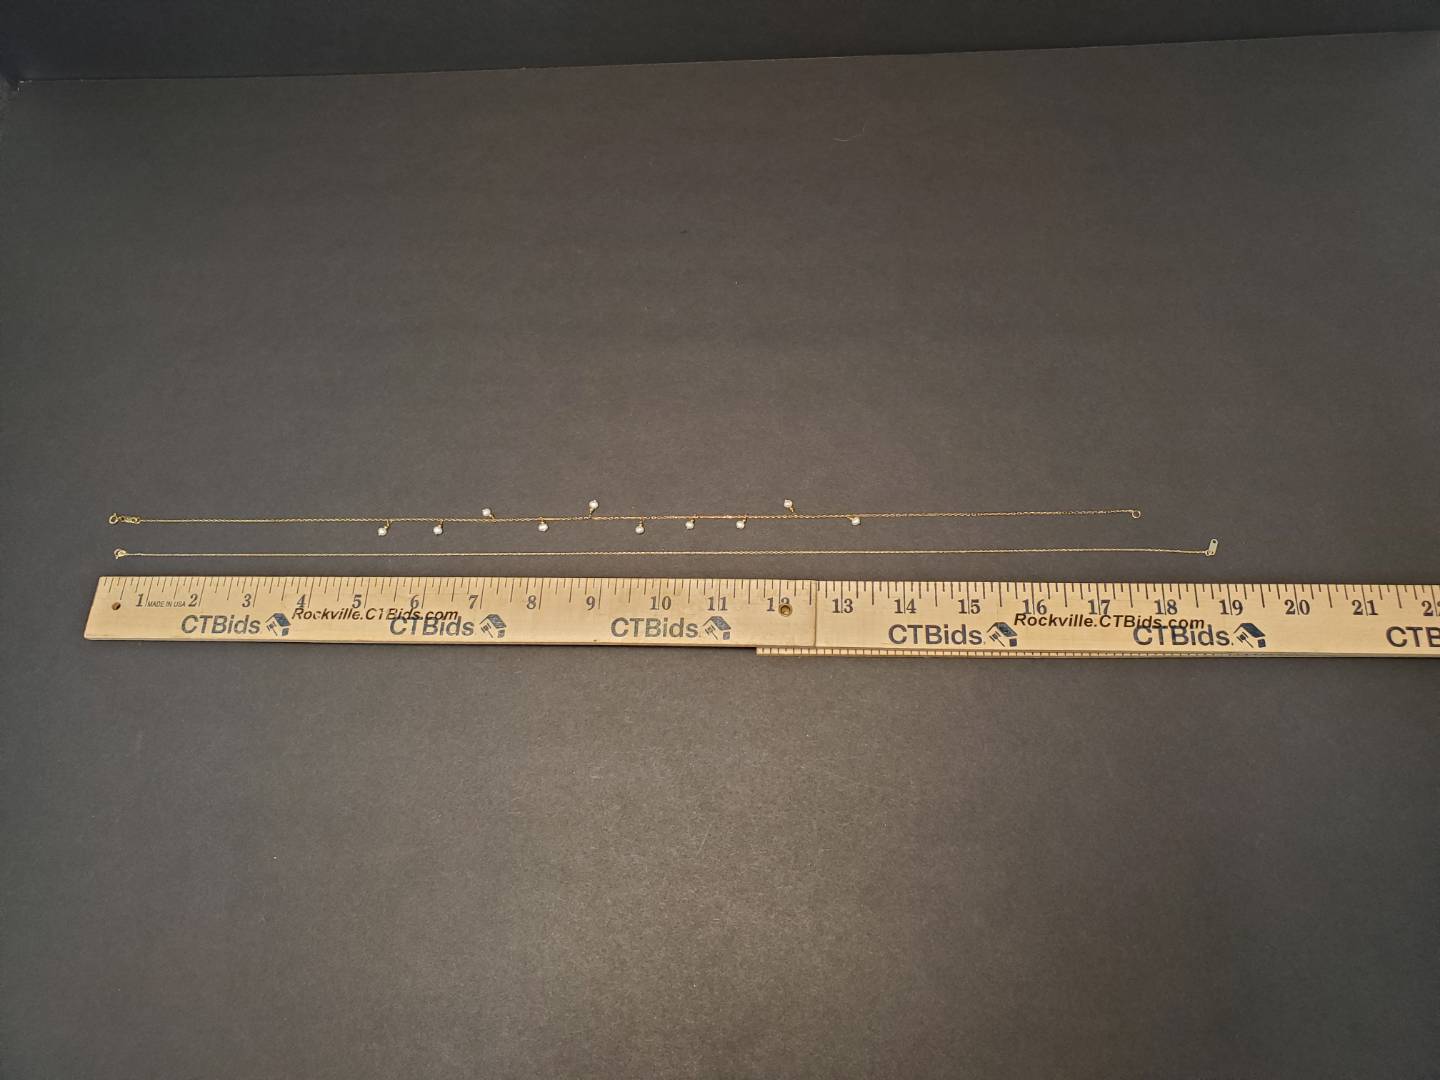 1 MADE IN USA 2 3 4 5 6 7 8 9 10 11 12 13 14 15 16 17 18 19 20 21
Rockville.CTBids.com Rockville.CTBids.com
CTBids CTBids CTBids CTBids CTBids